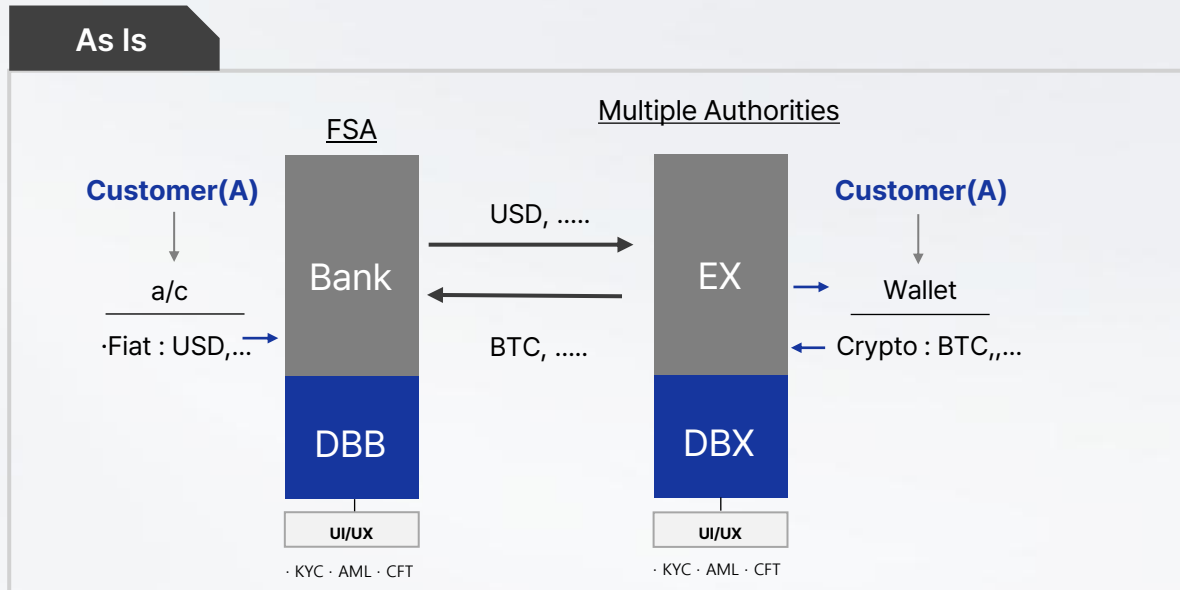 As Is
FSA
Multiple Authorities
Customer(A)
Customer(A)
USD, .....
Bank
EX
a/c
Wallet
·Fiat : USD,...
BTC, .....
Crypto : BTC,,...
DBB
DBX
UI/UX
UI/UX
· KYC · AML · CFT
· KYC · AML · CFT